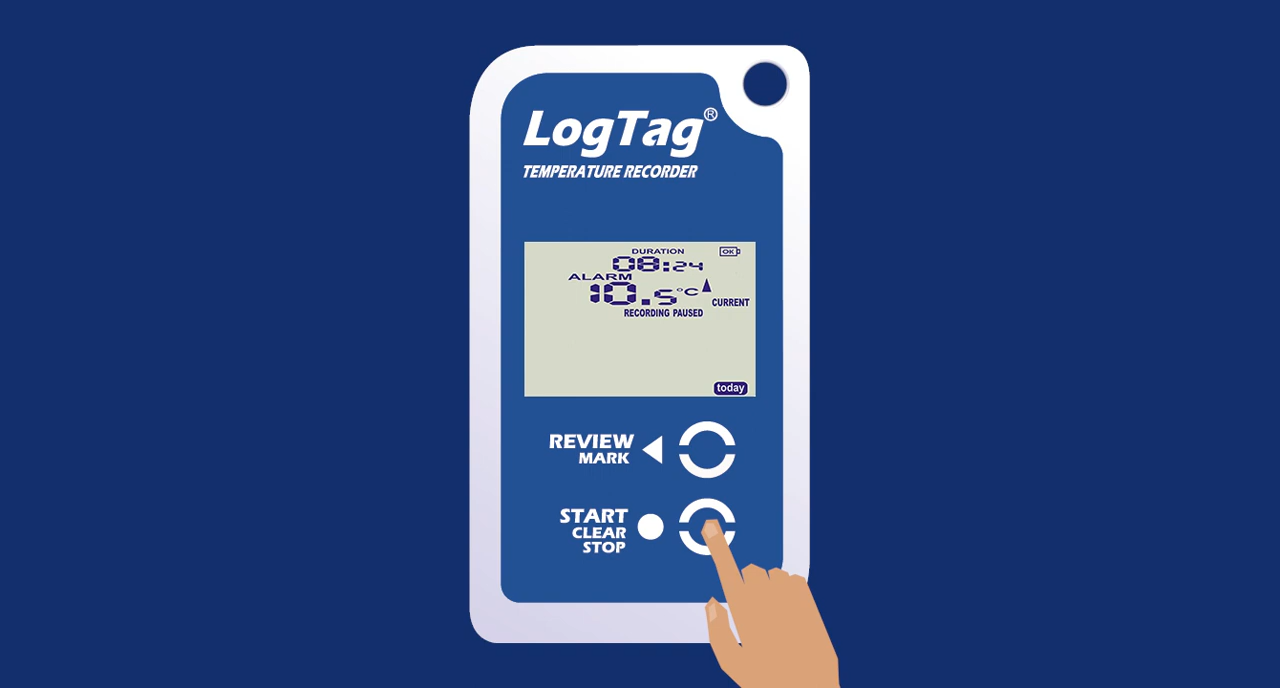 LogTag®
TEMPERATURE RECORDER
DURATION OK
08:24
ALARM
10.5°C
CURRENT
RECORDING PAUSED
today
REVIEW
MARK
START
CLEAR
STOP